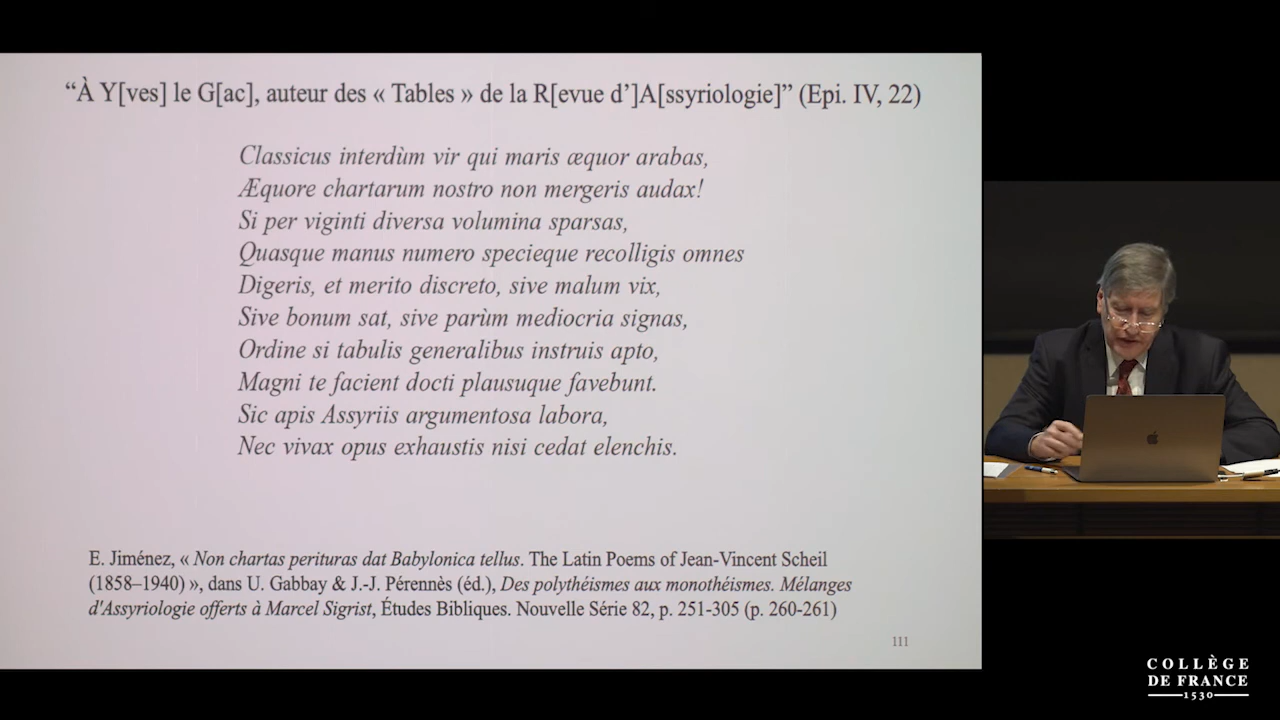 “À Y[ves] le G[ac], auteur des « Tables » de la R[evue d’]A[ssyriologie]” (Epi. IV, 22)
Classicus interdùm vir qui maris æquor arabas,
Æquore chartarum nostro non mergeris audax!
Si per viginti diversa volumina sparsas,
Quasque manus numero specieque recolligis omnes
Digeris, et merito discreto, sive malum vix,
Sive bonum sat, sive parùm mediocria signas,
Ordine si tabulis generalibus instruis apto,
Magni te facient docti plausuque favebunt.
Sic apis Assyriis argumentosa labora,
Nec vivax opus exhaustis nisi cedat elenchis.
E. Jiménez, « Non chartas perituras dat Babylonica tellus. The Latin Poems of Jean-Vincent Scheil
(1858–1940) », dans U. Gabbay & J.-J. Pérennès (éd.), Des polythéismes aux monothéismes. Mélanges
d'Assyriologie offerts à Marcel Sigrist, Études Bibliques. Nouvelle Série 82, p. 251-305 (p. 260-261)
111
COLLÈGE
DE FRANCE
1530